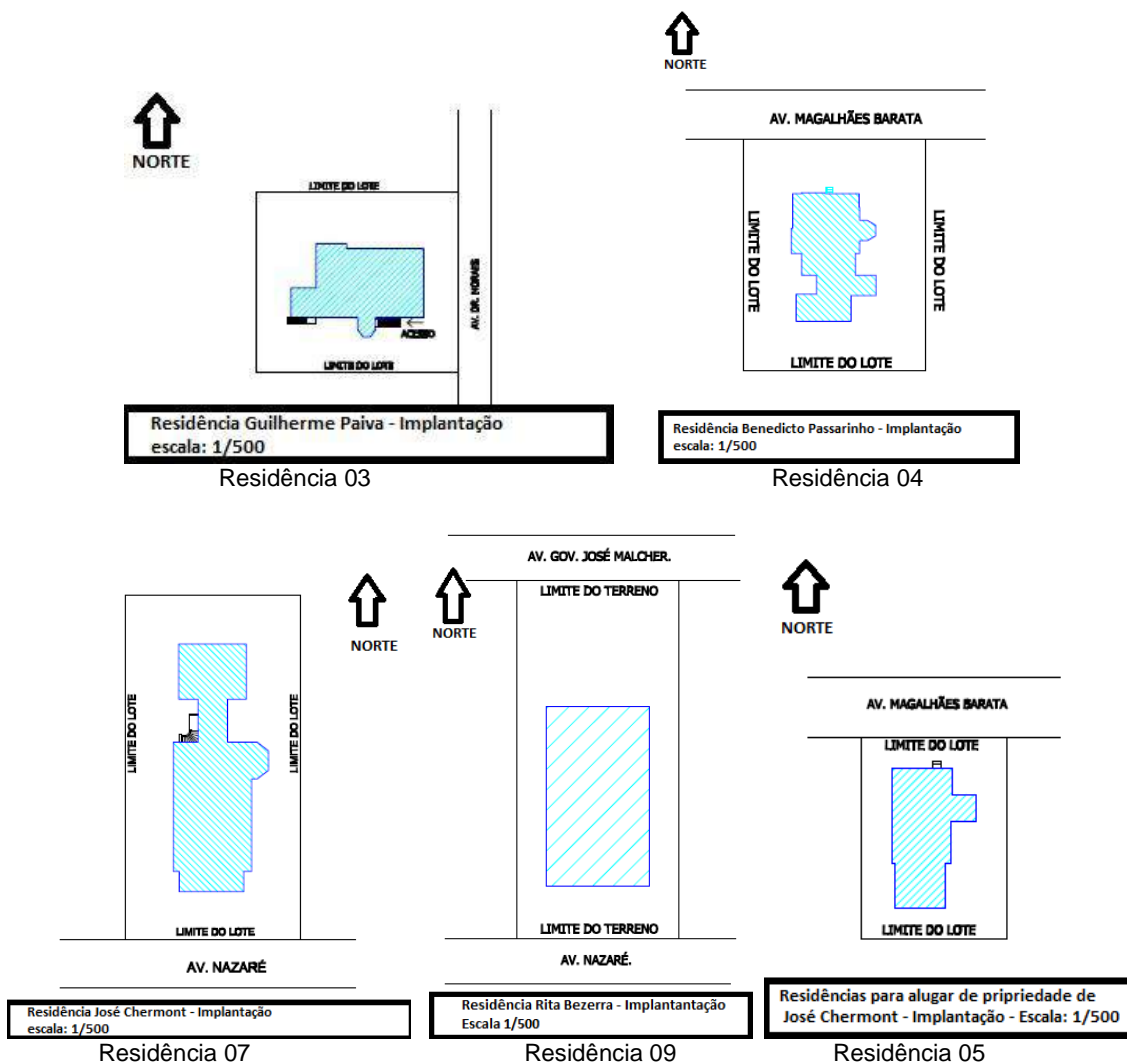 NORTE
LIMITE DO LOTE
AV. DR. MORAIS
ACESSO
LIMITE DO LOTE
Residência Guilherme Paiva - Implantação
escala: 1/500
Residência 03
NORTE
AV. MAGALHÃES BARATA
LIMITE DO LOTE
LIMITE DO LOTE
LIMITE DO LOTE
Residência Benedicto Passarinho - Implantação
escala: 1/500
Residência 04
NORTE
LIMITE DO LOTE
LIMITE DO LOTE
LIMITE DO LOTE
AV. NAZARÉ
Residência José Chermont - Implantação
escala: 1/500
Residência 07
AV. GOV. JOSÉ MALCHER.
LIMITE DO TERRENO
NORTE
LIMITE DO TERRENO
AV. NAZARÉ.
Residência Rita Bezerra - Implantantação
Escala 1/500
Residência 09
NORTE
AV. MAGALHÃES BARATA
LIMITE DO LOTE
LIMITE DO LOTE
Residências para alugar de pripriedade de
José Chermont - Implantação - Escala: 1/500
Residência 05